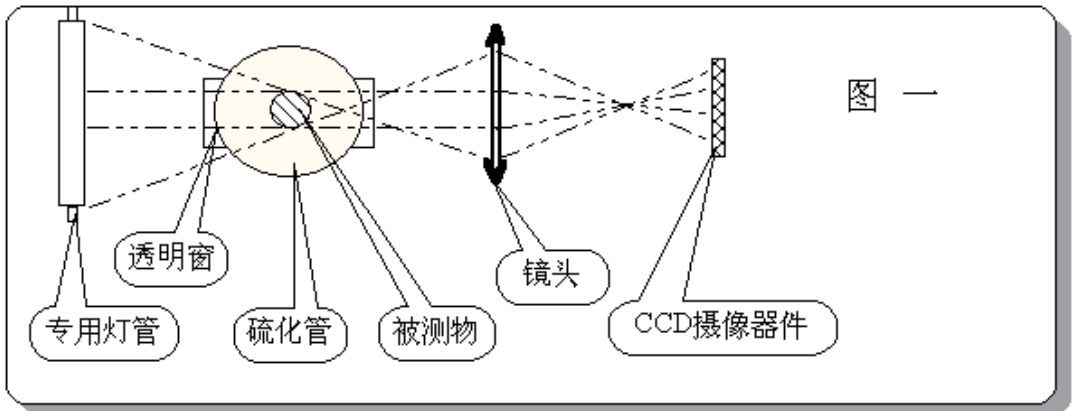 图 一
透明窗
镜头
专用灯管
硫化管
被测物
CCD摄像器件